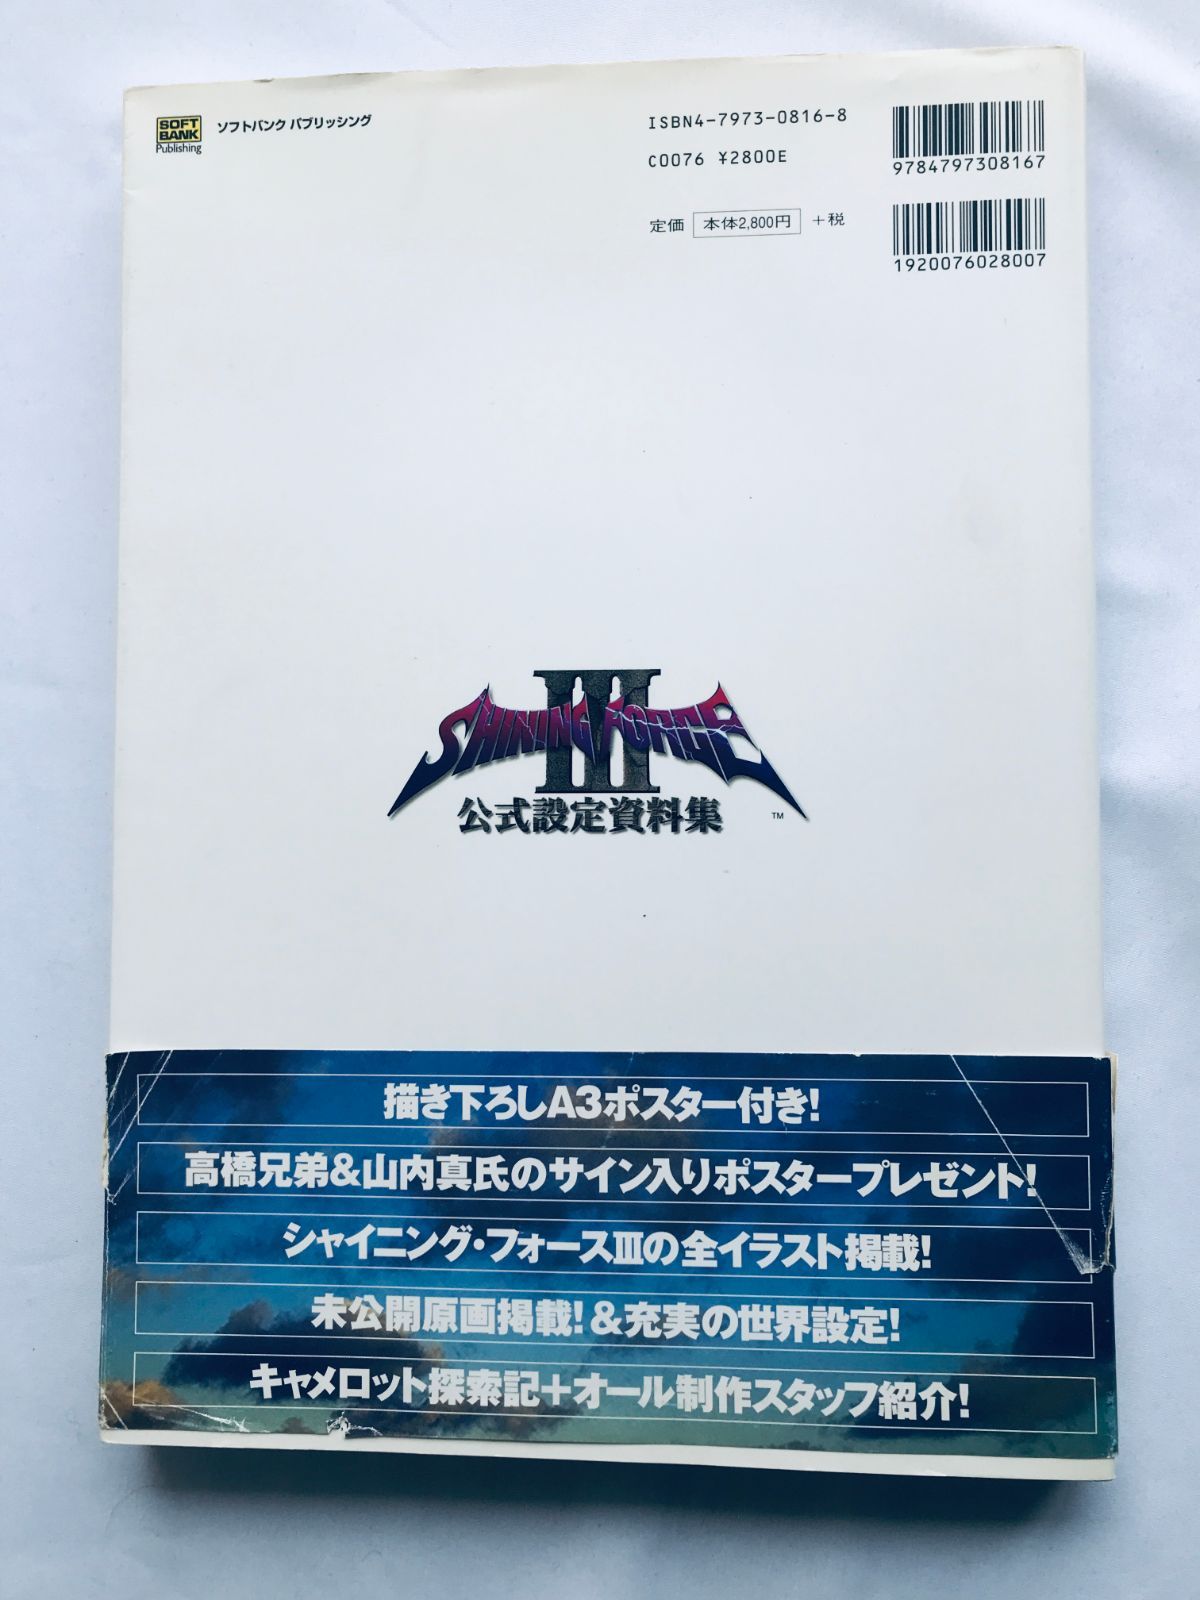 SOFT
BANK
Publishing
ソフトバンク パブリッシング
ISBN4-7973-0816-8
C0076 ¥2800E
9784797308167
定価 本体2,800円 +税
1920076028007
SHINING FORCE III
公式設定資料集
TM
描き下ろしA3ポスター付き!
高橋兄弟&山内真氏のサイン入りポスタープレゼント!
シャイニング・フォースⅢの全イラスト掲載!
未公開原画掲載!&充実の世界設定!
キャメロット探索記+オール制作スタッフ紹介!